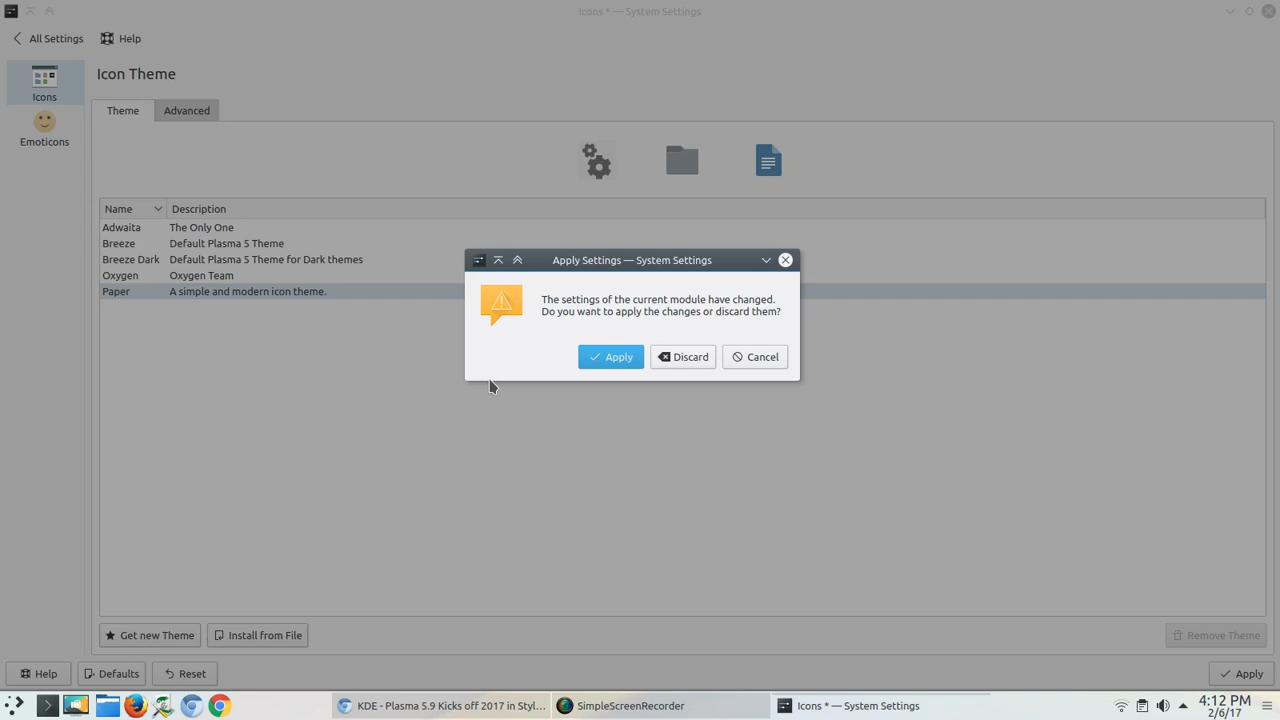 Icons * — System Settings
All Settings
Help
Icons
Emoticons
Icon Theme
Theme
Advanced
Name
Description
Adwaita
The Only One
Breeze
Default Plasma 5 Theme
Breeze Dark
Default Plasma 5 Theme for Dark themes
Oxygen
Oxygen Team
Paper
A simple and modern icon theme.
Apply Settings — System Settings
The settings of the current module have changed.
Do you want to apply the changes or discard them?
Apply
Discard
Cancel
Get new Theme
Install from File
Remove Theme
Help
Defaults
Reset
Apply
KDE - Plasma 5.9 Kicks off 2017 in Styl...
SimpleScreenRecorder
Icons * — System Settings
4:12 PM
2/6/17